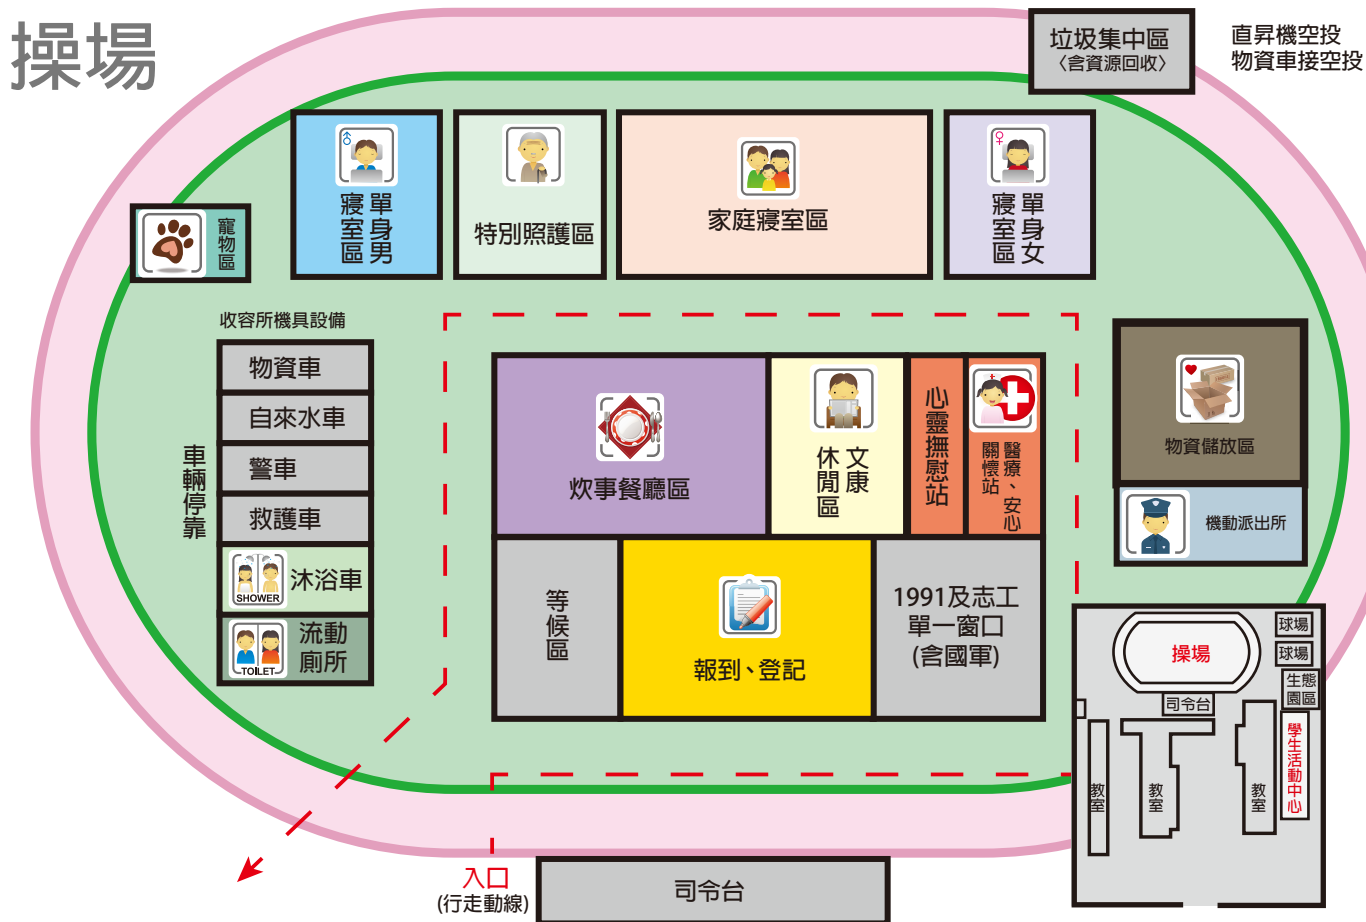 操場
垃圾集中區
〈含資源回收〉
直昇機空投
物資車接空投
單身男
寢室區
特別照護區
家庭寢室區
單身女
寢室區
寵物區
收容所機具設備
車輛停靠
物資車
自來水車
警車
救護車
SHOWER
沐浴車
TOILET
流動
廁所
炊事餐廳區
文康
休閒區
心靈撫慰站
醫療、安心
關懷站
等候區
報到、登記
1991及志工
單一窗口
(含國軍)
物資儲放區
機動派出所
操場
球場
球場
生態
園區
司令台
學生活動中心
教室
教室
教室
入口
(行走動線)
司令台